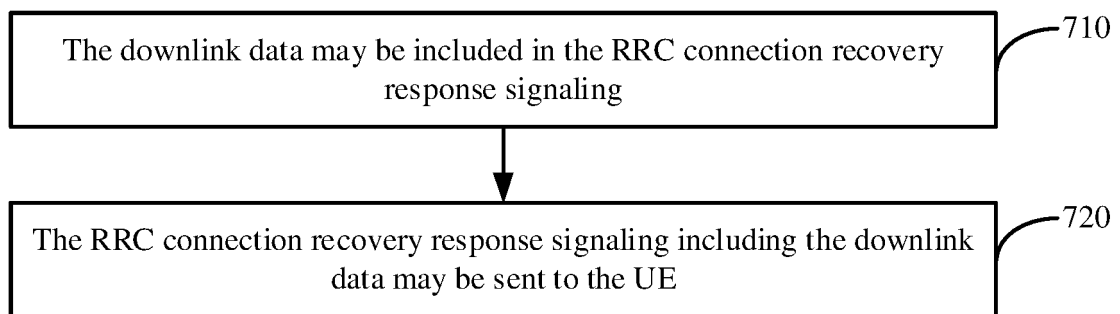 The downlink data may be included in the RRC connection recovery
response signaling
710
The RRC connection recovery response signaling including the downlink
data may be sent to the UE
720